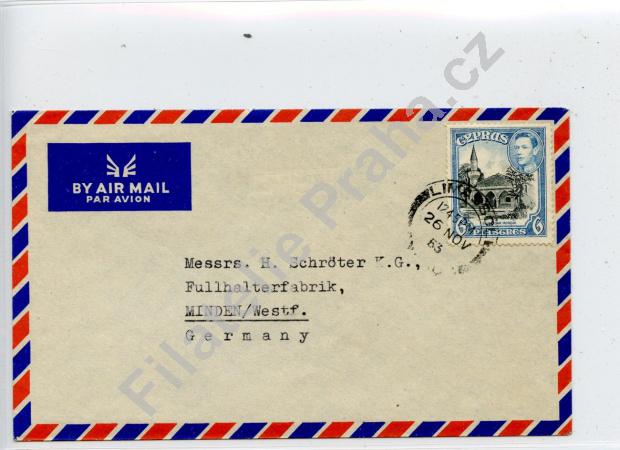 BY AIR MAIL
PAR AVION
CYPRUS
6 PIASTRES 6
26 NOV
Messrs. H. Schröter K.G.,
Fullhalterfabrik,
MINDEN/Westf.
Germany
Filatelie Praha.cz